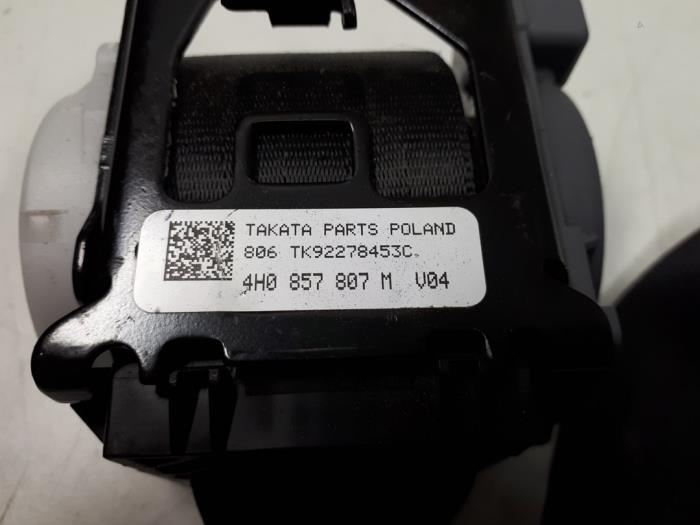 TAKATA PARTS POLAND
806 TK92278453C
4H0 857 807 M V04